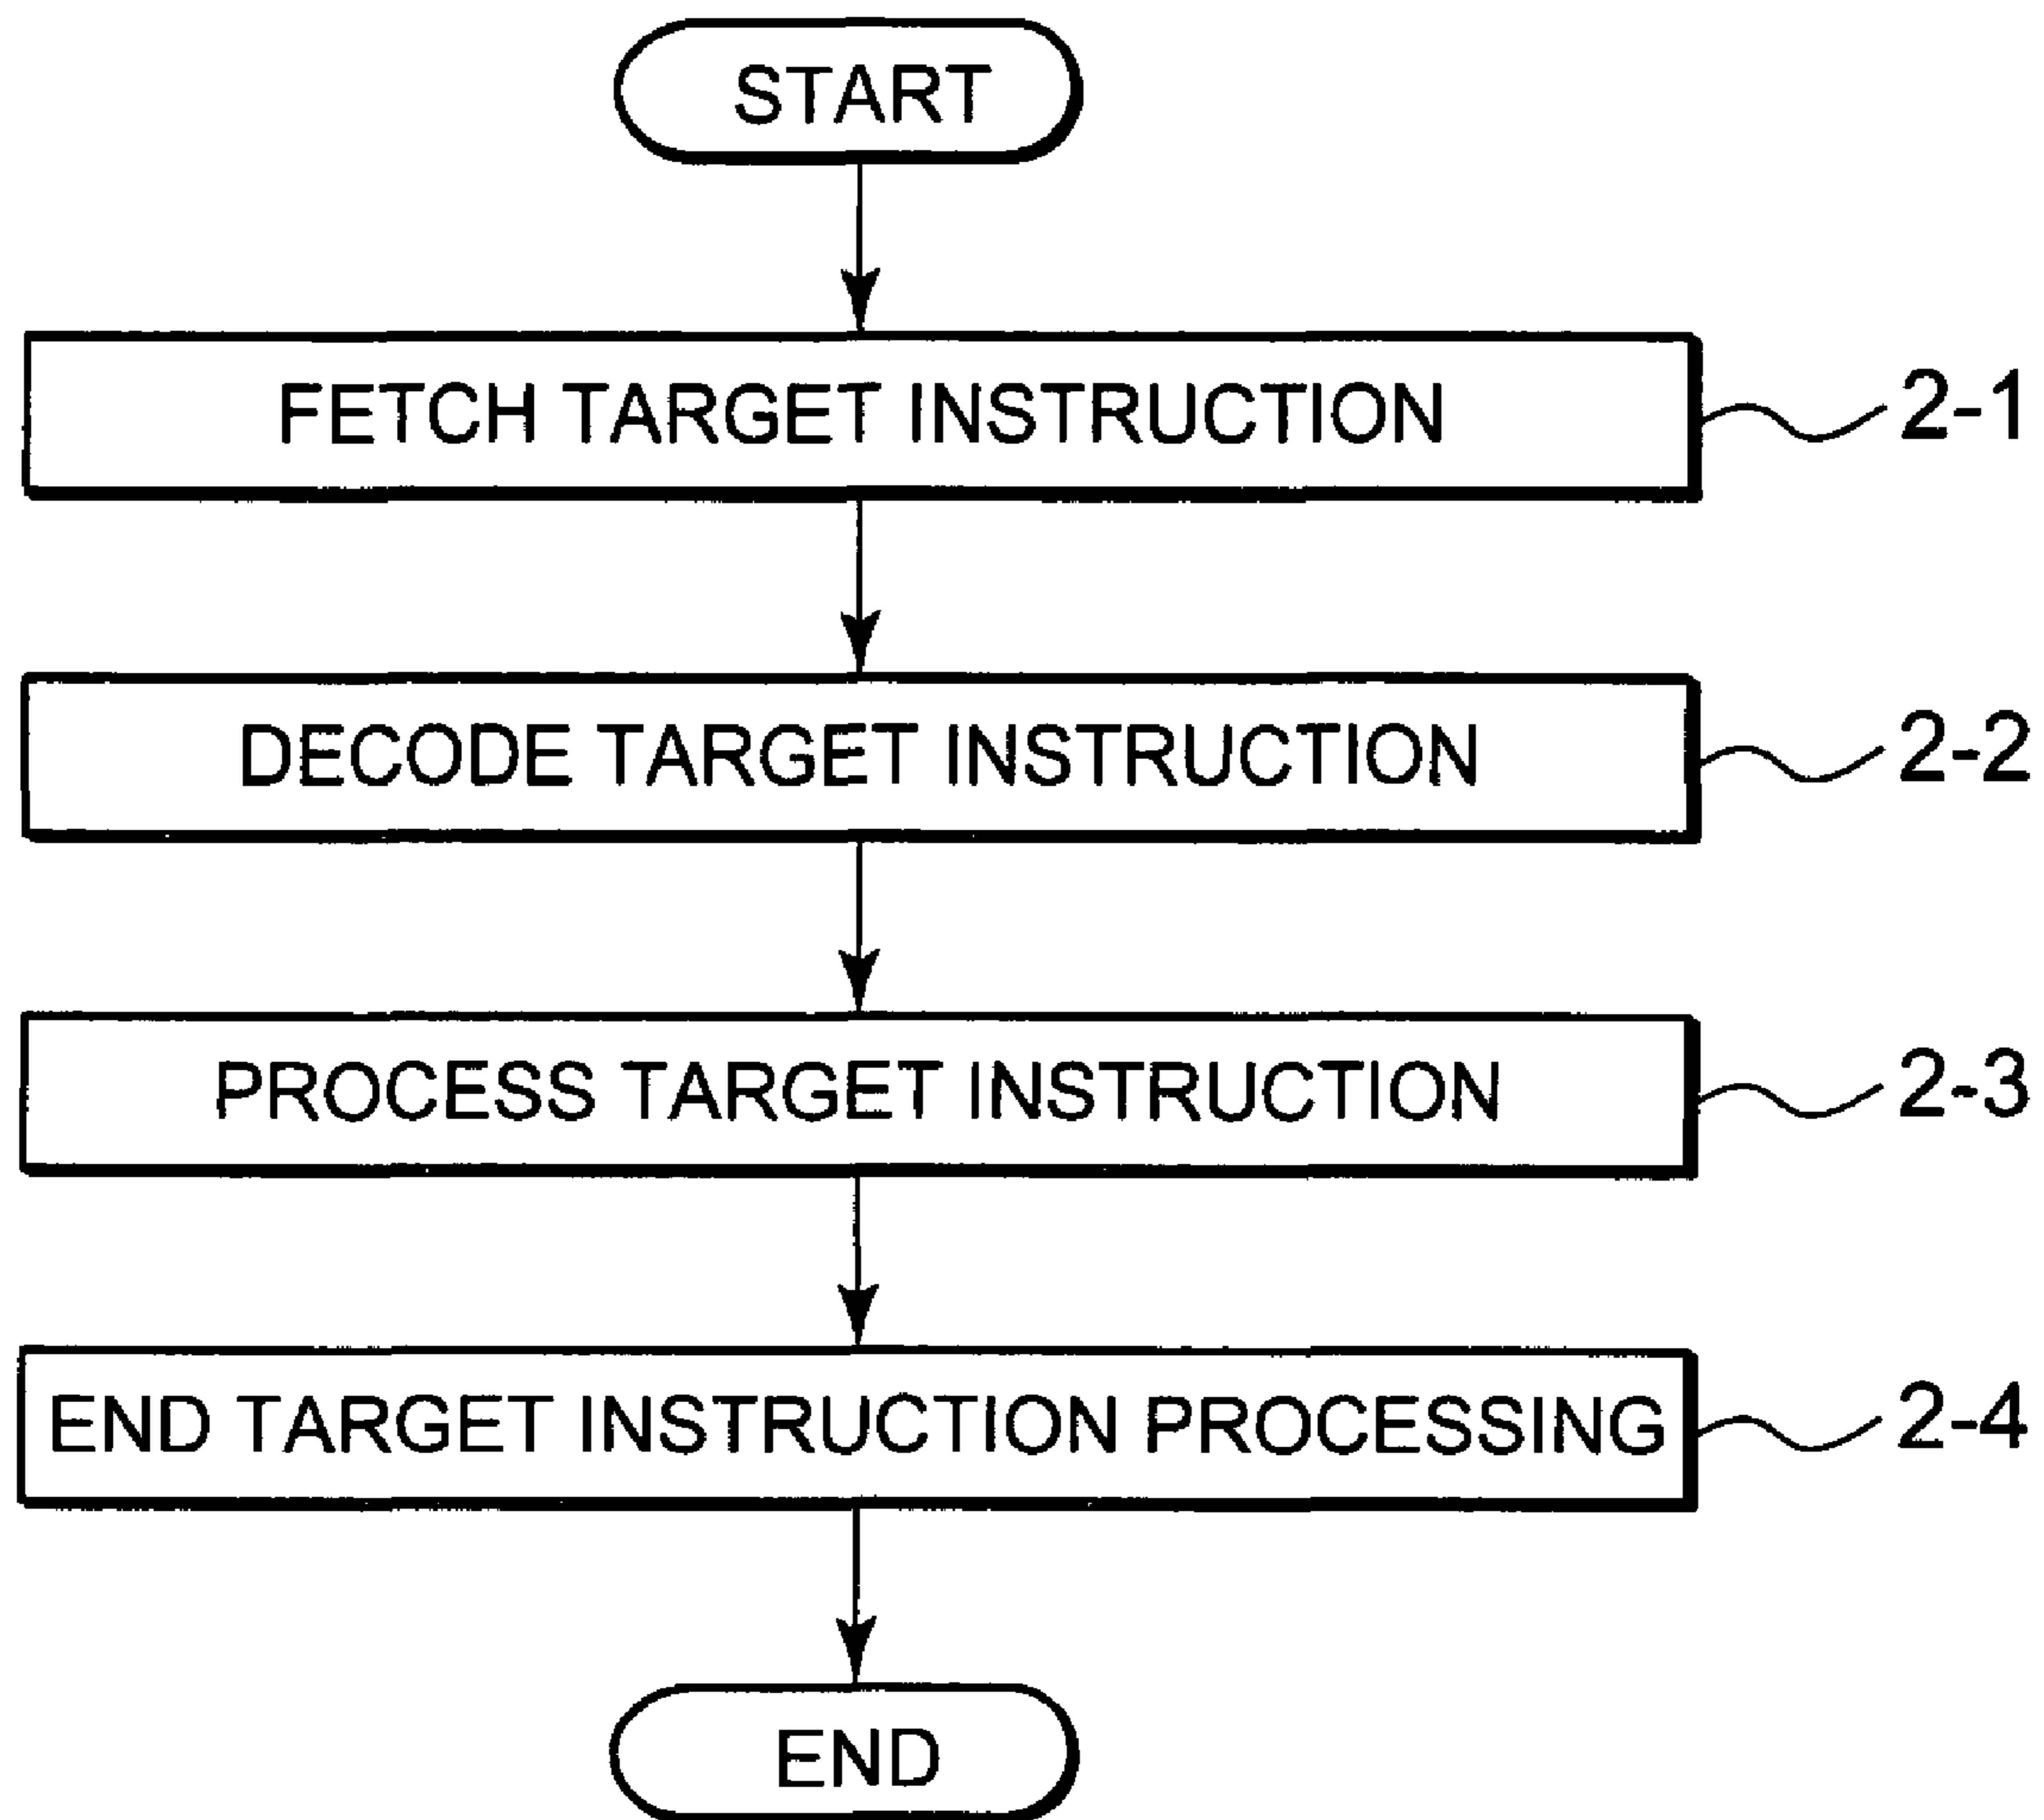 START
FETCH TARGET INSTRUCTION 2-1
DECODE TARGET INSTRUCTION 2-2
PROCESS TARGET INSTRUCTION 2-3
END TARGET INSTRUCTION PROCESSING 2-4
END